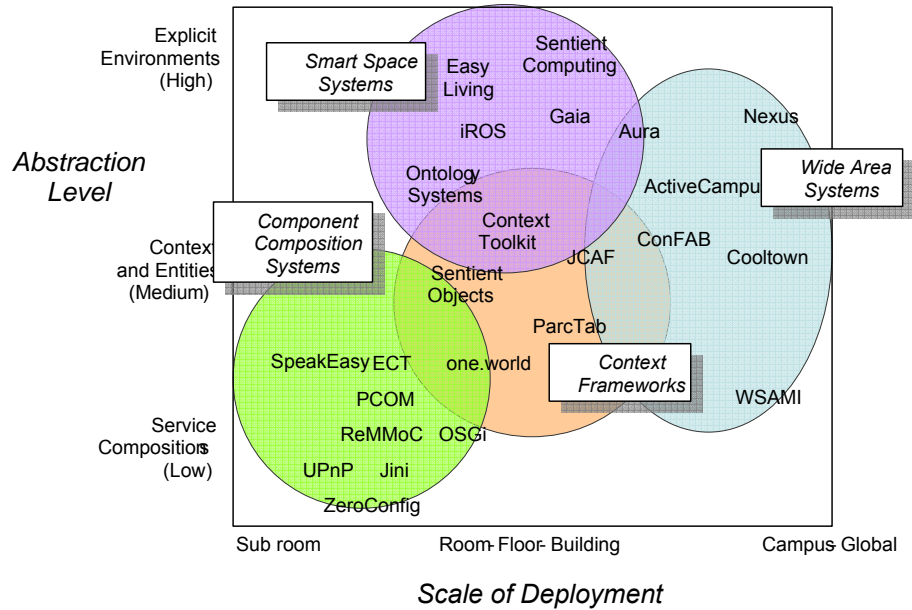 Explicit
Environments
(High)
Smart Space
Systems
Sentient
Computing
Easy
Living
Gaia
iROS
Aura
Nexus
Abstraction
Level
Ontology
Systems
ActiveCampu
Wide Area
Systems
Component
Composition
Systems
Context
Toolkit
ConFAB
Context
and Entities
(Medium)
JCAF
Cooltown
Sentient
Objects
ParcTab
SpeakEasy
ECT
one.world
Context
Frameworks
PCOM
WSAMI
Service
Compositions
(Low)
ReMMoC
OSGi
UPnP
Jini
ZeroConfig
Sub room
Room- Floor- Building
Campus- Global
Scale of Deployment